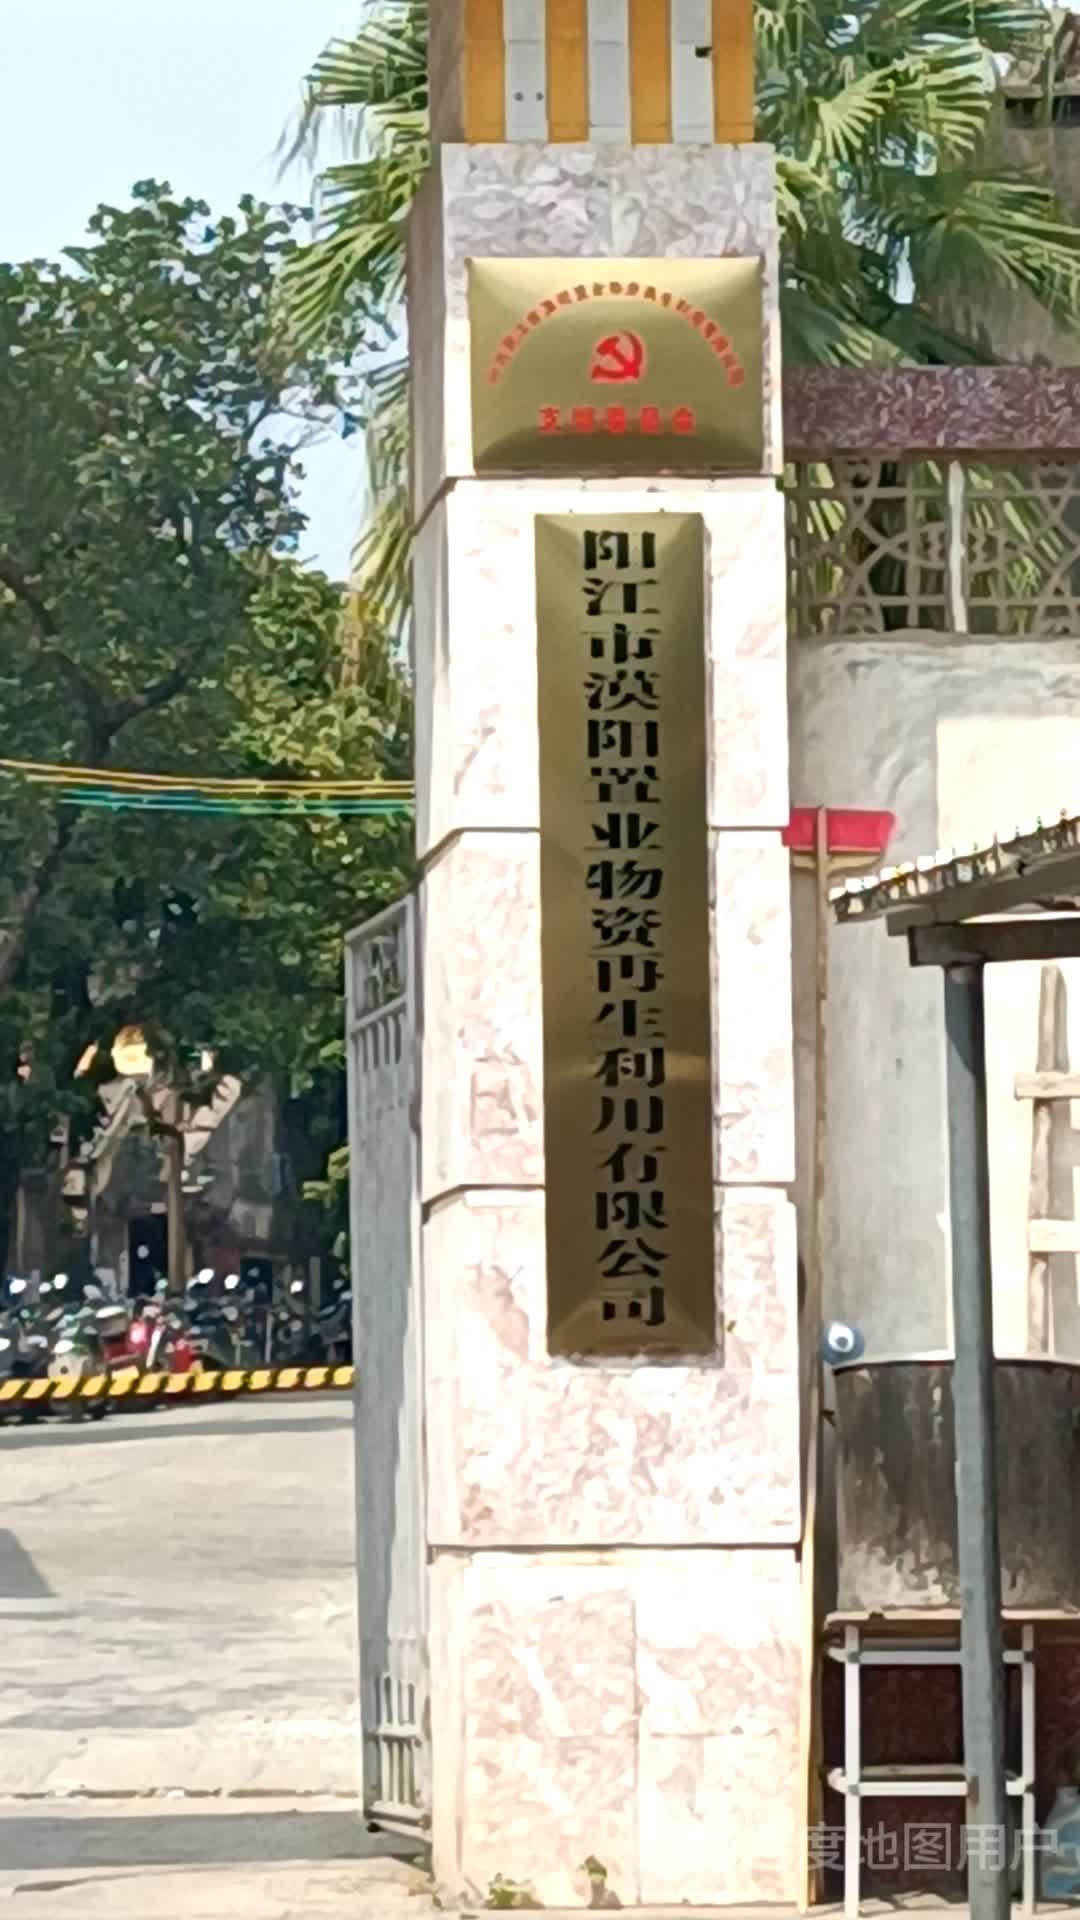 支部委员会
阳江市漠阳置业物资再生利用有限公司
度地图用户